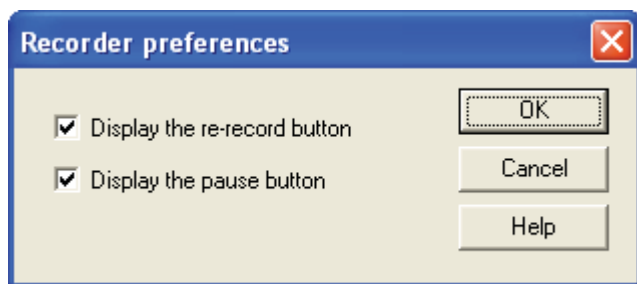 Recorder preferences
Display the re-record button
OK
Display the pause button
Cancel
Help